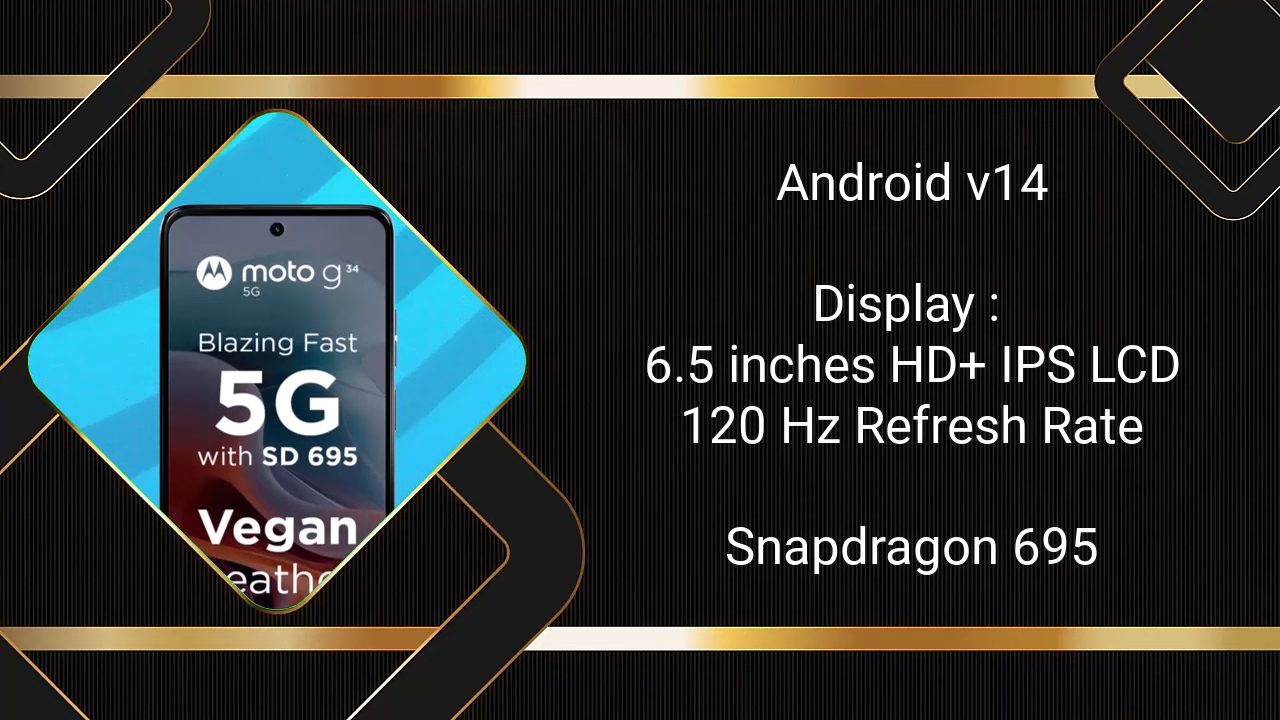 moto g34
5G
Blazing Fast
5G
with SD 695
Vegan
Android v14
Display :
6.5 inches HD+ IPS LCD
120 Hz Refresh Rate
Snapdragon 695